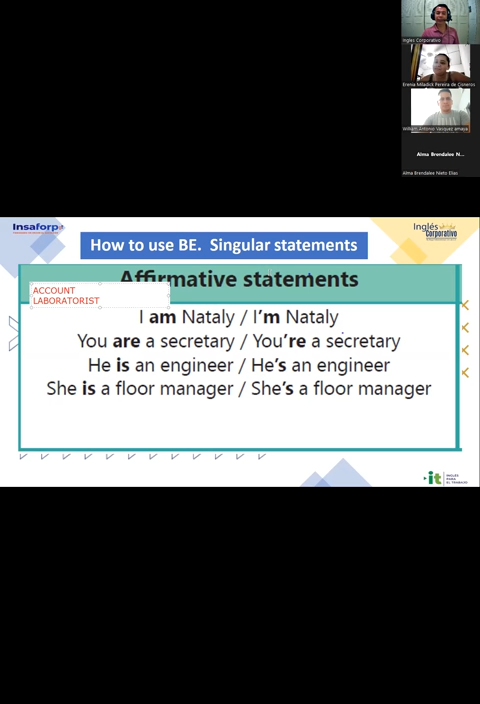 Inglés Corporativo
Erenia Miladick Pereira de Cisneros
William Antonio Vasquez amaya
Alma Brendalee N...
Alma Brendalee Nieto Elias
Insaforp
Inglés
Corporativo
How to use BE. Singular statements
Affirmative statements
ACCOUNT
LABORATORIST
I am Nataly / I'm Nataly
You are a secretary / You're a secretary
He is an engineer / He's an engineer
She is a floor manager / She's a floor manager
it
INGLÉS
PARA
EL TRABAJO